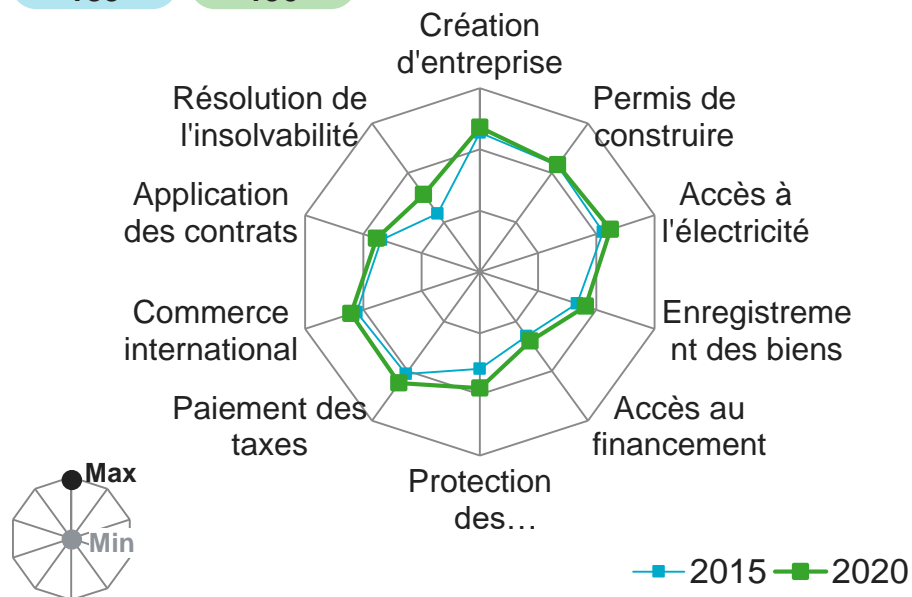 Création
d'entreprise
Résolution de
l'insolvabilité
Permis de
construire
Application
des contrats
Accès à
l'électricité
Commerce
international
Enregistreme
nt des biens
Paiement des
taxes
Accès au
financement
Protection
des…
Max
Min
2015
2020